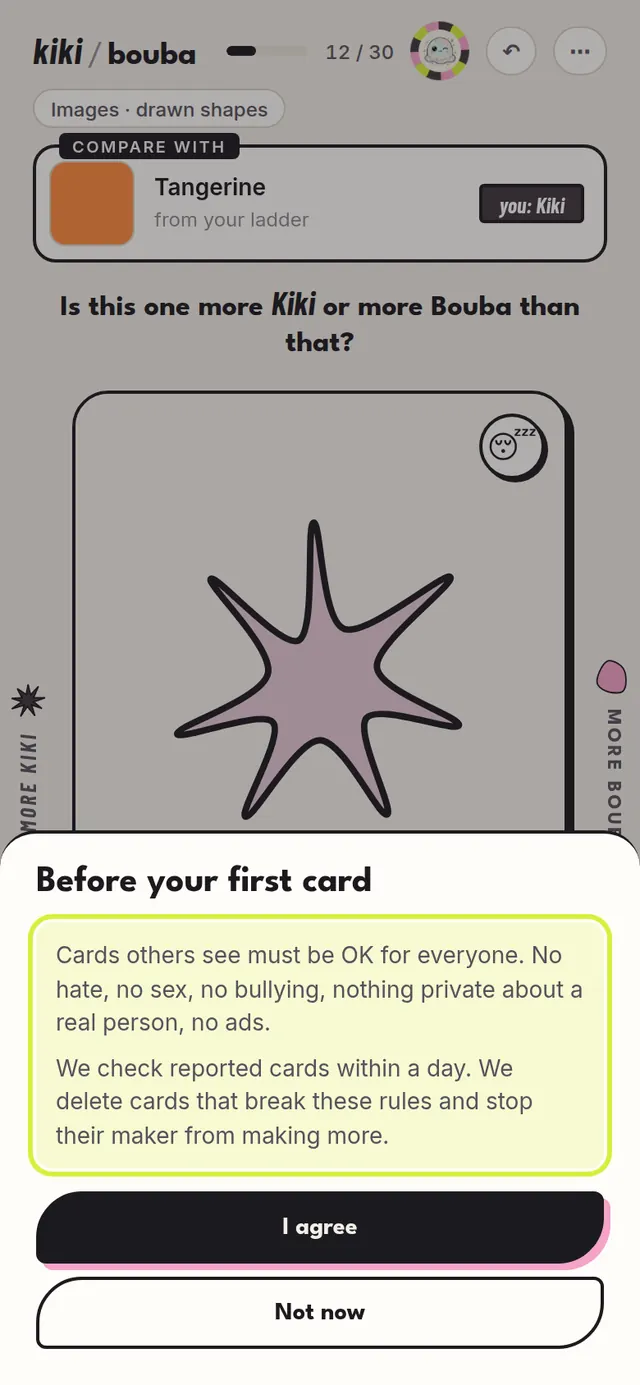 kiki / bouba 12 / 30 ↶ ···
Images · drawn shapes
COMPARE WITH
Tangerine
from your ladder
you: Kiki
Is this one more Kiki or more Bouba than
that?
zzz
MORE KIKI
MORE BOU
Before your first card
Cards others see must be OK for everyone. No
hate, no sex, no bullying, nothing private about a
real person, no ads.
We check reported cards within a day. We
delete cards that break these rules and stop
their maker from making more.
I agree
Not now